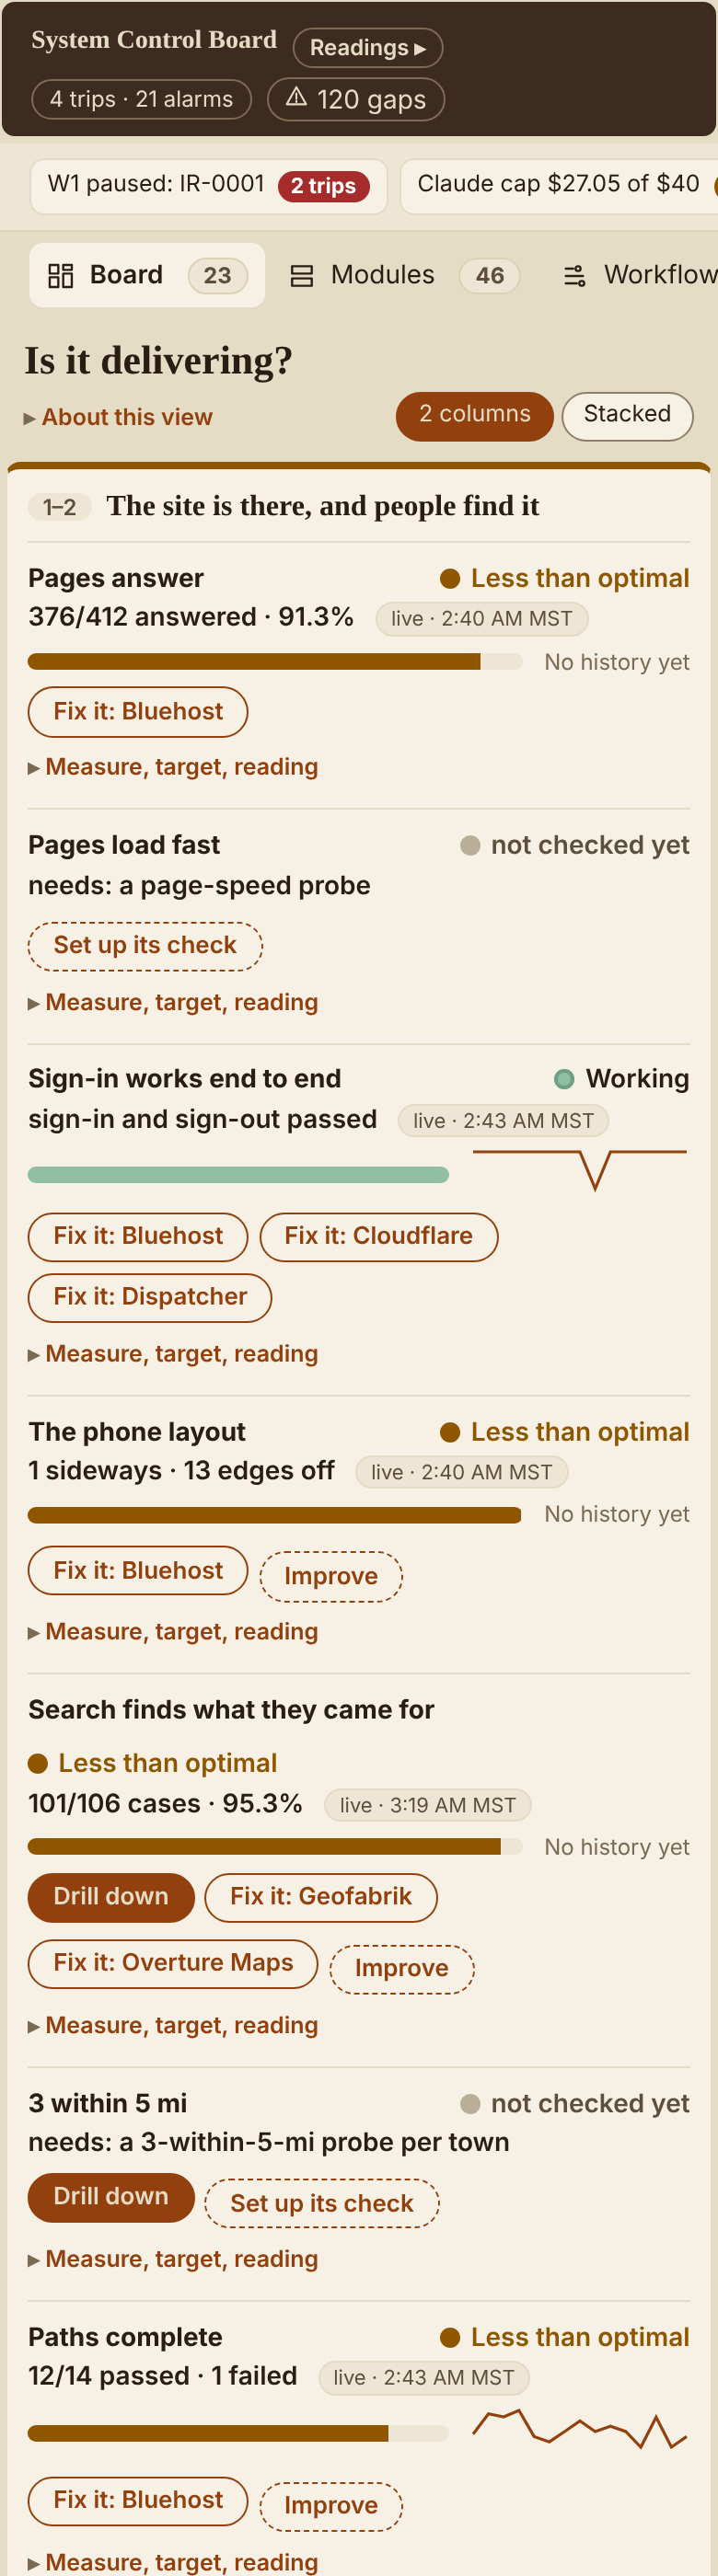 System Control Board
Readings ▸
4 trips · 21 alarms
⚠ 120 gaps
W1 paused: IR-0001 2 trips
Claude cap $27.05 of $40
Board 23
Modules 46
Workflow
Is it delivering?
▸ About this view
2 columns
Stacked
1–2 The site is there, and people find it
Pages answer
Less than optimal
376/412 answered · 91.3% live · 2:40 AM MST
No history yet
Fix it: Bluehost
▸ Measure, target, reading
Pages load fast
not checked yet
needs: a page-speed probe
Set up its check
▸ Measure, target, reading
Sign-in works end to end
Working
sign-in and sign-out passed live · 2:43 AM MST
Fix it: Bluehost
Fix it: Cloudflare
Fix it: Dispatcher
▸ Measure, target, reading
The phone layout
Less than optimal
1 sideways · 13 edges off live · 2:40 AM MST
No history yet
Fix it: Bluehost
Improve
▸ Measure, target, reading
Search finds what they came for
Less than optimal
101/106 cases · 95.3% live · 3:19 AM MST
No history yet
Drill down
Fix it: Geofabrik
Fix it: Overture Maps
Improve
▸ Measure, target, reading
3 within 5 mi
not checked yet
needs: a 3-within-5-mi probe per town
Drill down
Set up its check
▸ Measure, target, reading
Paths complete
Less than optimal
12/14 passed · 1 failed live · 2:43 AM MST
Fix it: Bluehost
Improve
▸ Measure, target, reading